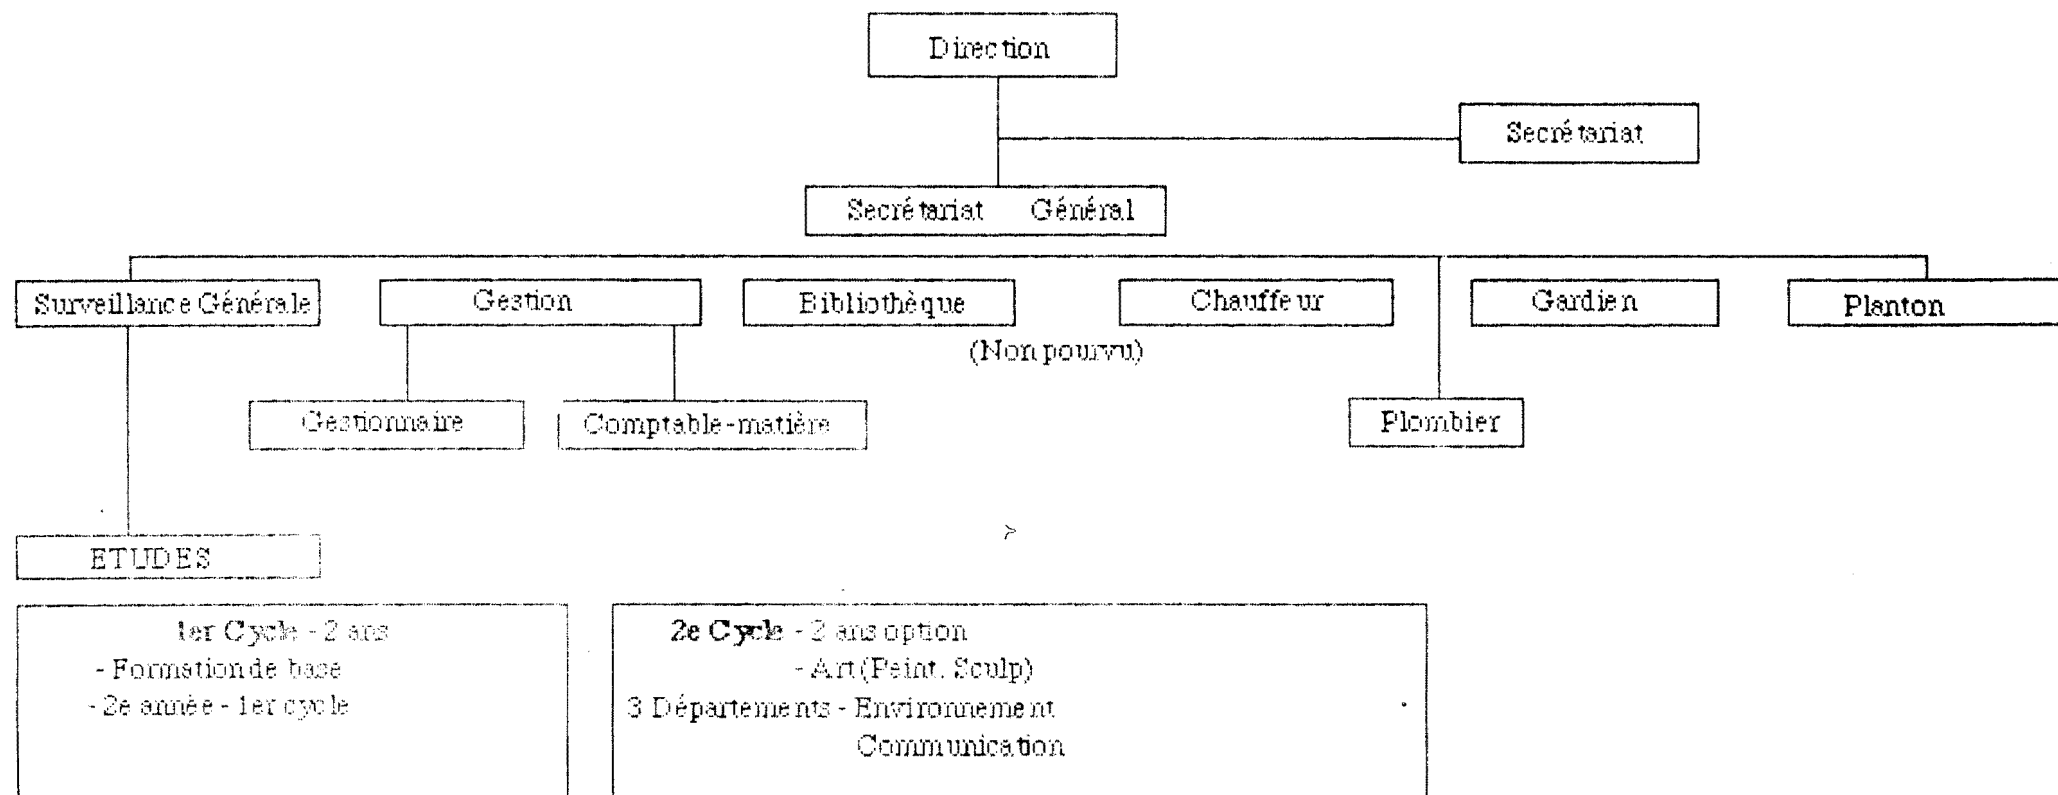 Direction
Secrétariat
Secrétariat Général
Surveillance Générale
Gestion
Bibliothèque
Chauffeur
Gardien
Planton
(Non pourvu)
Gestionnaire
Comptable-matière
Plombier
ETUDES
1er Cycle - 2 ans
- Formation de base
- 2e année - 1er cycle
2e Cycle - 2 ans option
- Art (Peint. Sculp)
3 Départements - Environnement
Communication